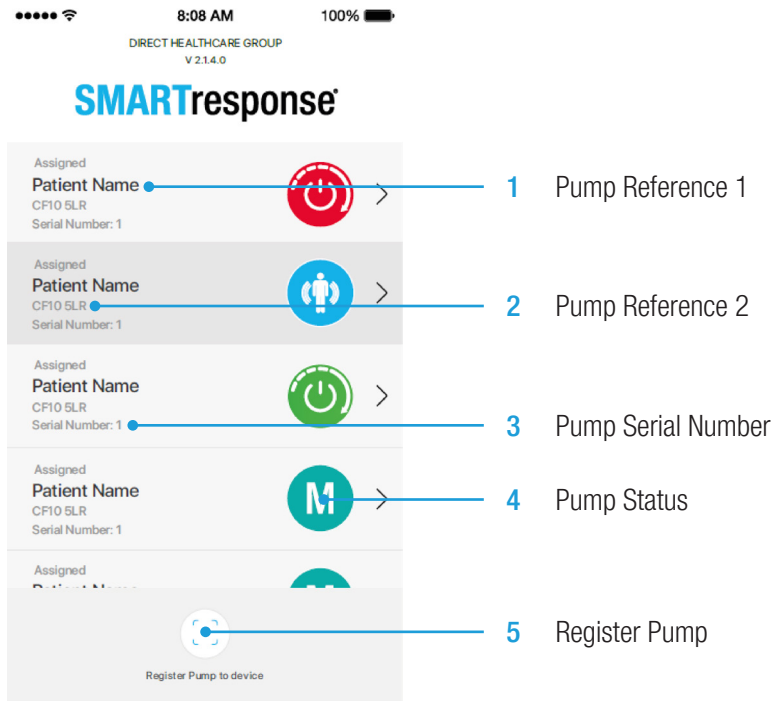 8:08 AM 100%
DIRECT HEALTHCARE GROUP
V 2.1.4.0
SMARTresponse
Assigned
Patient Name
CF10 5LR
Serial Number: 1
1 Pump Reference 1
Assigned
Patient Name
CF10 5LR
Serial Number: 1
2 Pump Reference 2
Assigned
Patient Name
CF10 5LR
Serial Number: 1
3 Pump Serial Number
Assigned
Patient Name
CF10 5LR
Serial Number: 1
M
4 Pump Status
Assigned
5 Register Pump
Register Pump to device